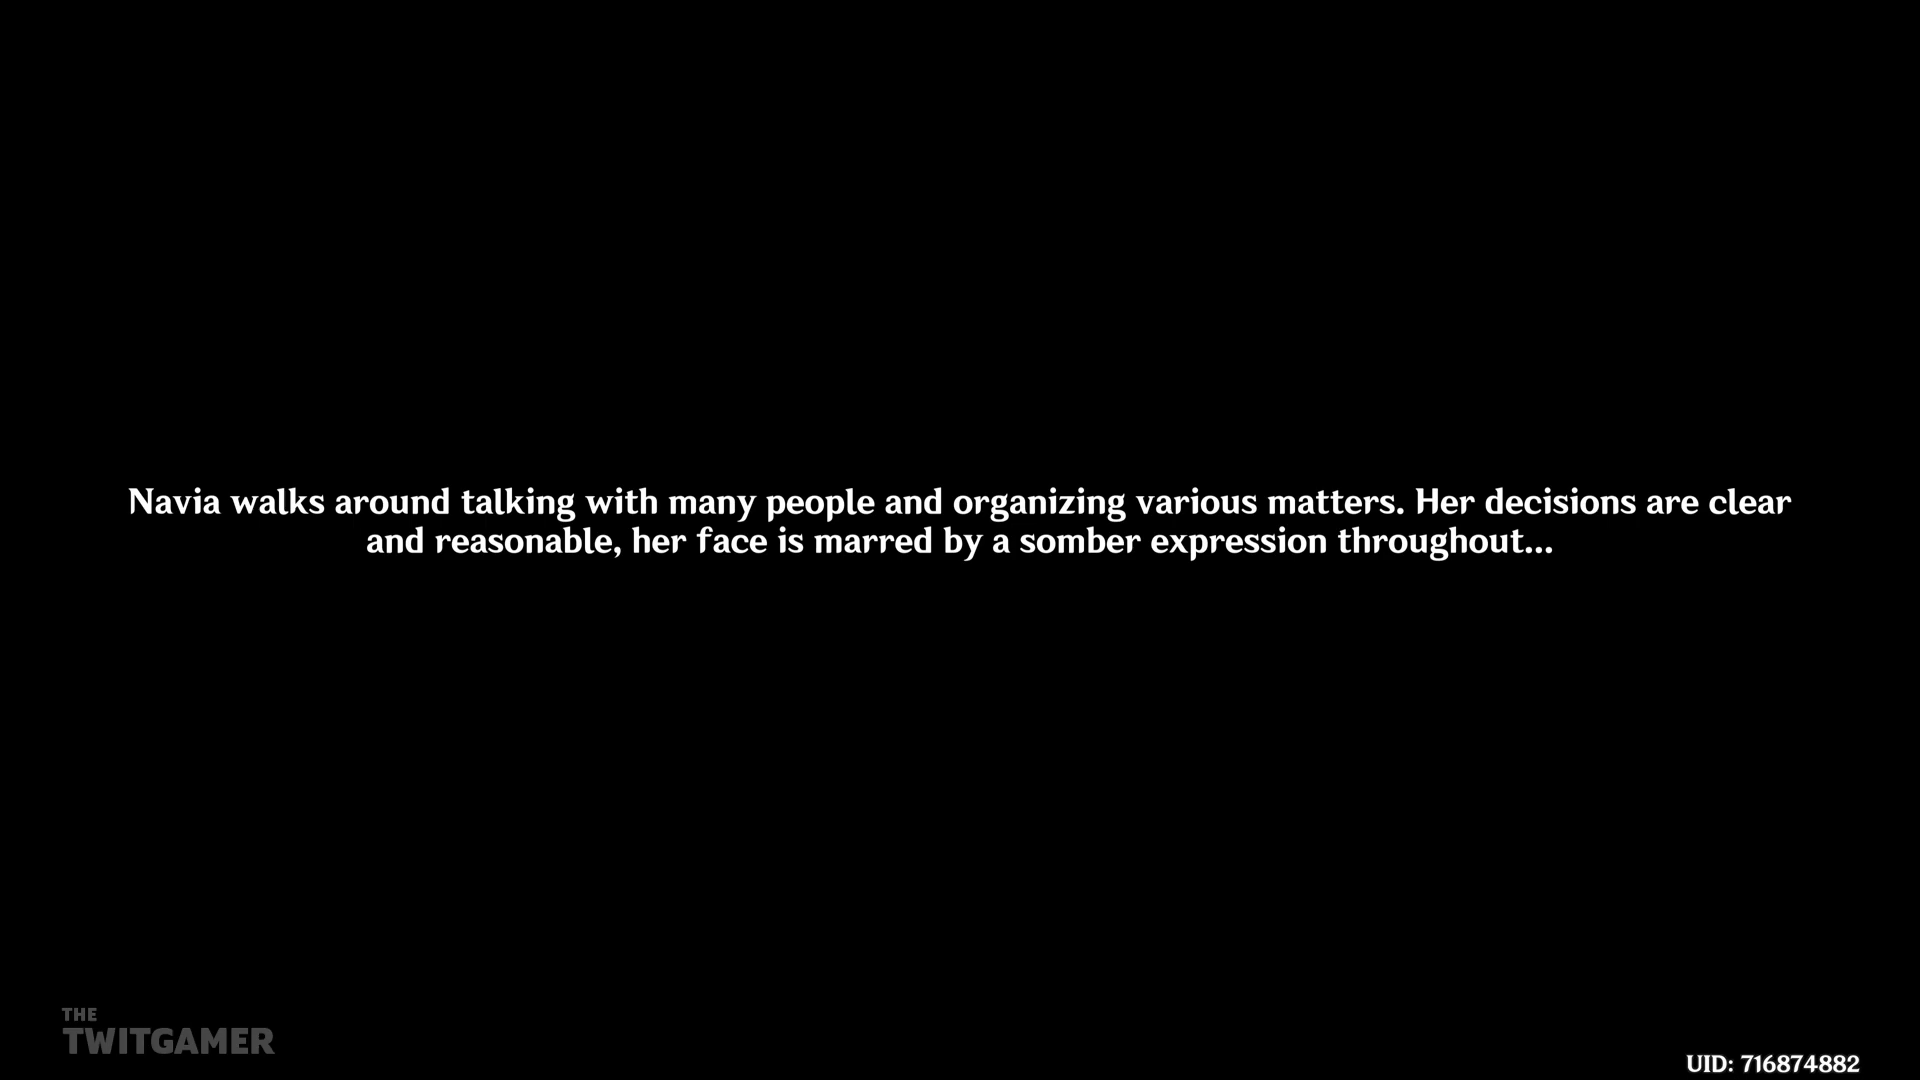 Navia walks around talking with many people and organizing various matters. Her decisions are clear
and reasonable, her face is marred by a somber expression throughout...
THE
TWITGAMER
UID: 716874882